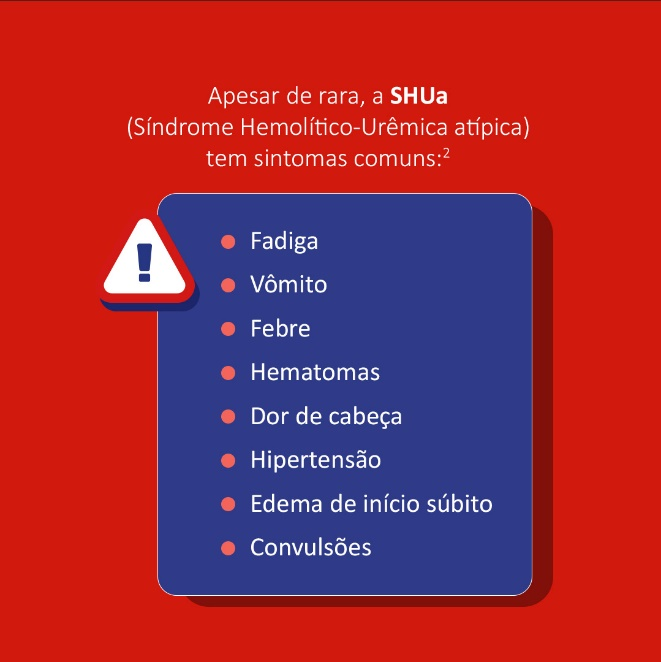 Apesar de rara, a SHUa
(Síndrome Hemolítico-Urêmica atípica)
tem sintomas comuns:²
Fadiga
Vômito
Febre
Hematomas
Dor de cabeça
Hipertensão
Edema de início súbito
Convulsões